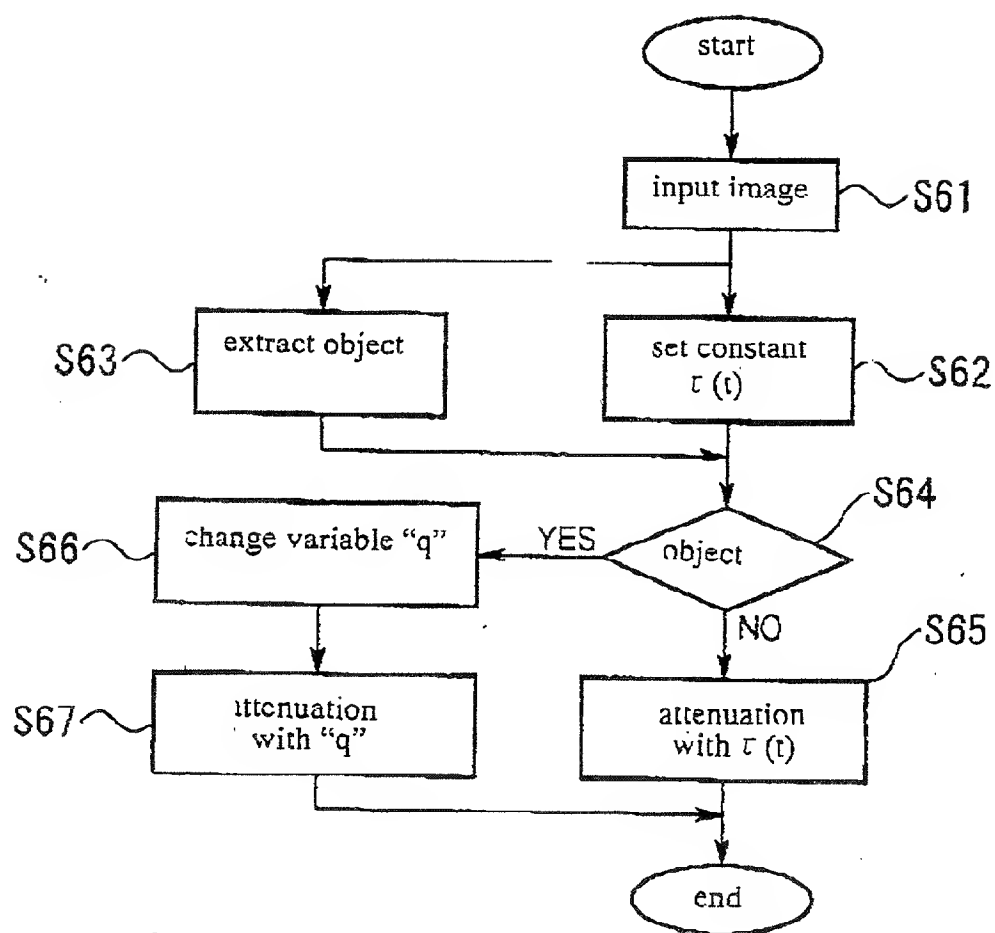 start
input image
S61
extract object
S63
set constant
τ (t)
S62
S64
object
YES
change variable “q”
S66
NO
S65
attenuation
with “q”
S67
attenuation
with τ (t)
end